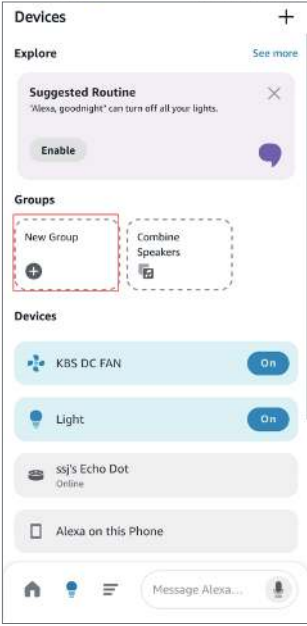 Devices
Explore See more
Suggested Routine
"Alexa, goodnight" can turn off all your lights.
Enable
Groups
New Group
Combine
Speakers
Devices
KBS DC FAN On
Light On
ssj's Echo Dot
Online
Alexa on this Phone
Message Alexa...